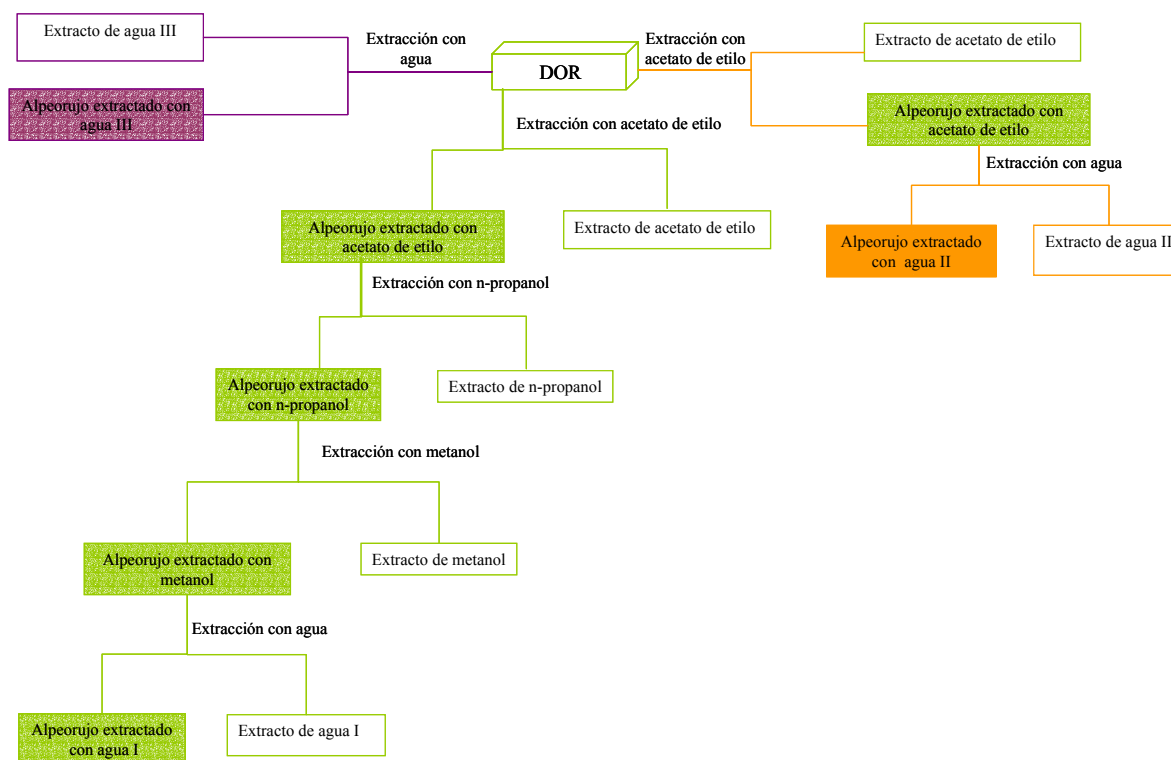 Extracto de agua III
Extracción con
agua
DOR
Extracción con
acetato de etilo
Extracto de acetato de etilo
Alpeorujo extractado con
agua III
Alpeorujo extractado con
acetato de etilo
Extracción con acetato de etilo
Extracción con agua
Alpeorujo extractado con
acetato de etilo
Extracto de acetato de etilo
Alpeorujo extractado
con agua II
Extracto de agua II
Extracción con n-propanol
Alpeorujo extractado
con n-propanol
Extracto de n-propanol
Extracción con metanol
Alpeorujo extractado con
metanol
Extracto de metanol
Extracción con agua
Alpeorujo extractado
con agua I
Extracto de agua I